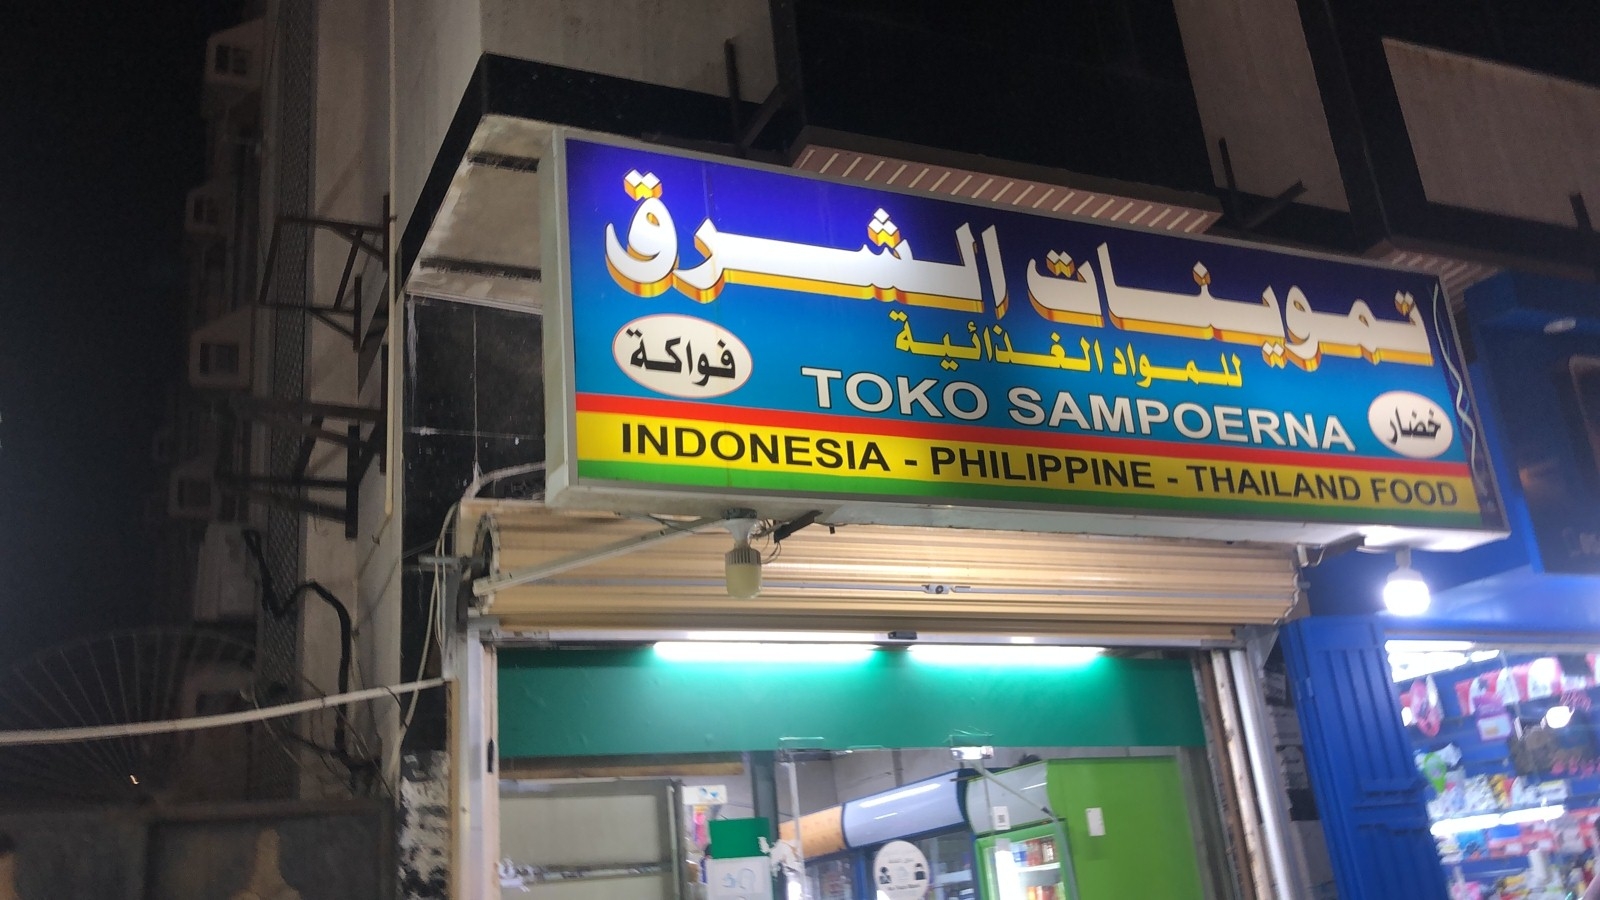 تموينات الشرق
للمواد الغذائية
فواكة
خضار
TOKO SAMPOERNA
INDONESIA - PHILIPPINE - THAILAND FOOD